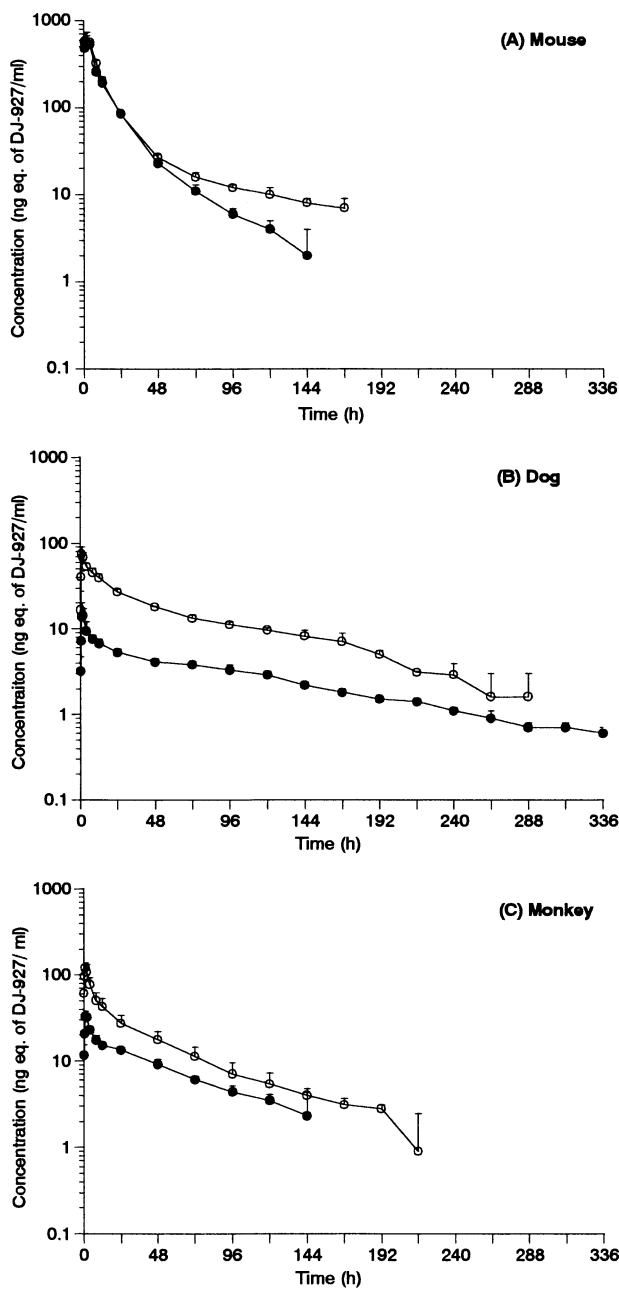 (A) Mouse
Concentration (ng eq. of DJ-927/ml)
1000
100
10
1
0.1
0 48 96 144 192 240 288 336
Time (h)
(B) Dog
Concentraiton (ng eq. of DJ-927/ml)
1000
100
10
1
0.1
0 48 96 144 192 240 288 336
Time (h)
(C) Monkey
Concentration (ng eq. of DJ-927/ ml)
1000
100
10
1
0.1
0 48 96 144 192 240 288 336
Time (h)